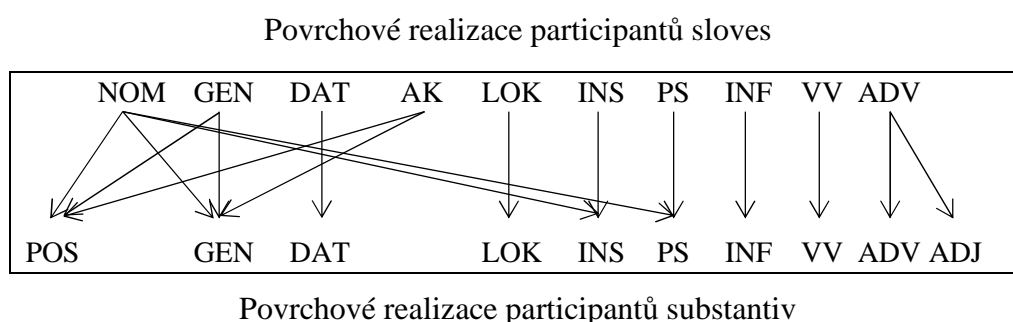 Povrchové realizace participantů sloves
NOM GEN DAT AK LOK INS PS INF VV ADV
POS GEN DAT LOK INS PS INF VV ADV ADJ
Povrchové realizace participantů substantiv